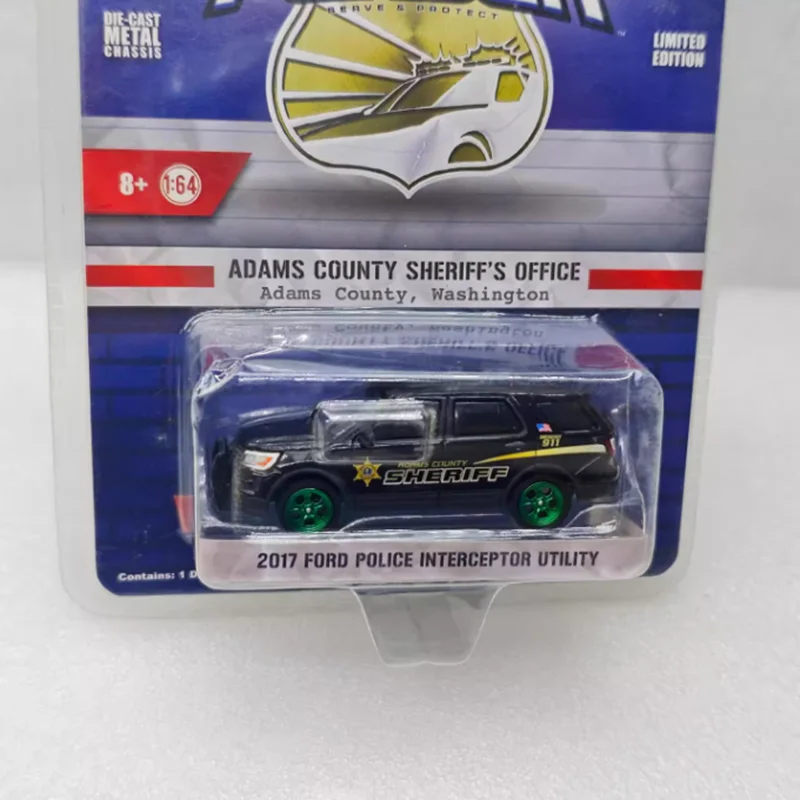 SERVE & PROTECT
DIE-CAST
METAL
CHASSIS
LIMITED
EDITION
8+ 1:64
ADAMS COUNTY SHERIFF'S OFFICE
Adams County, Washington
911
ADAMS COUNTY
SHERIFF
2017 FORD POLICE INTERCEPTOR UTILITY
Contains: 1 D